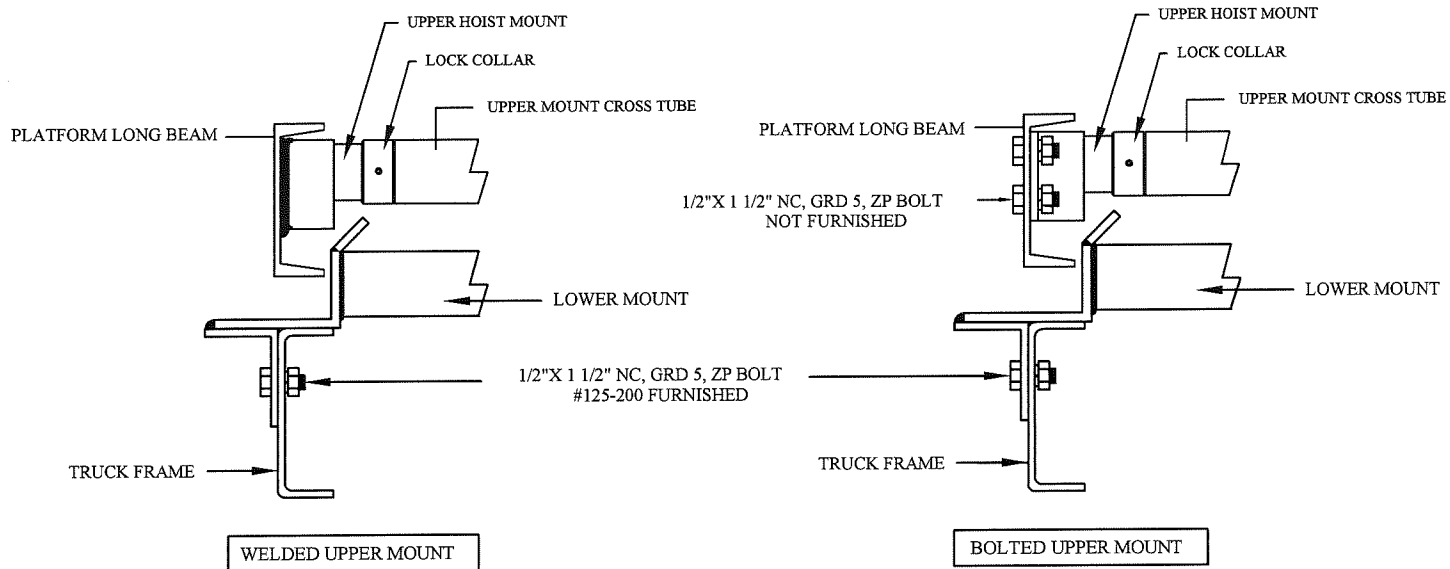 UPPER HOIST MOUNT
LOCK COLLAR
UPPER MOUNT CROSS TUBE
PLATFORM LONG BEAM
LOWER MOUNT
1/2"X 1 1/2" NC, GRD 5, ZP BOLT
#125-200 FURNISHED
TRUCK FRAME
WELDED UPPER MOUNT
UPPER HOIST MOUNT
LOCK COLLAR
UPPER MOUNT CROSS TUBE
PLATFORM LONG BEAM
1/2"X 1 1/2" NC, GRD 5, ZP BOLT
NOT FURNISHED
LOWER MOUNT
TRUCK FRAME
BOLTED UPPER MOUNT